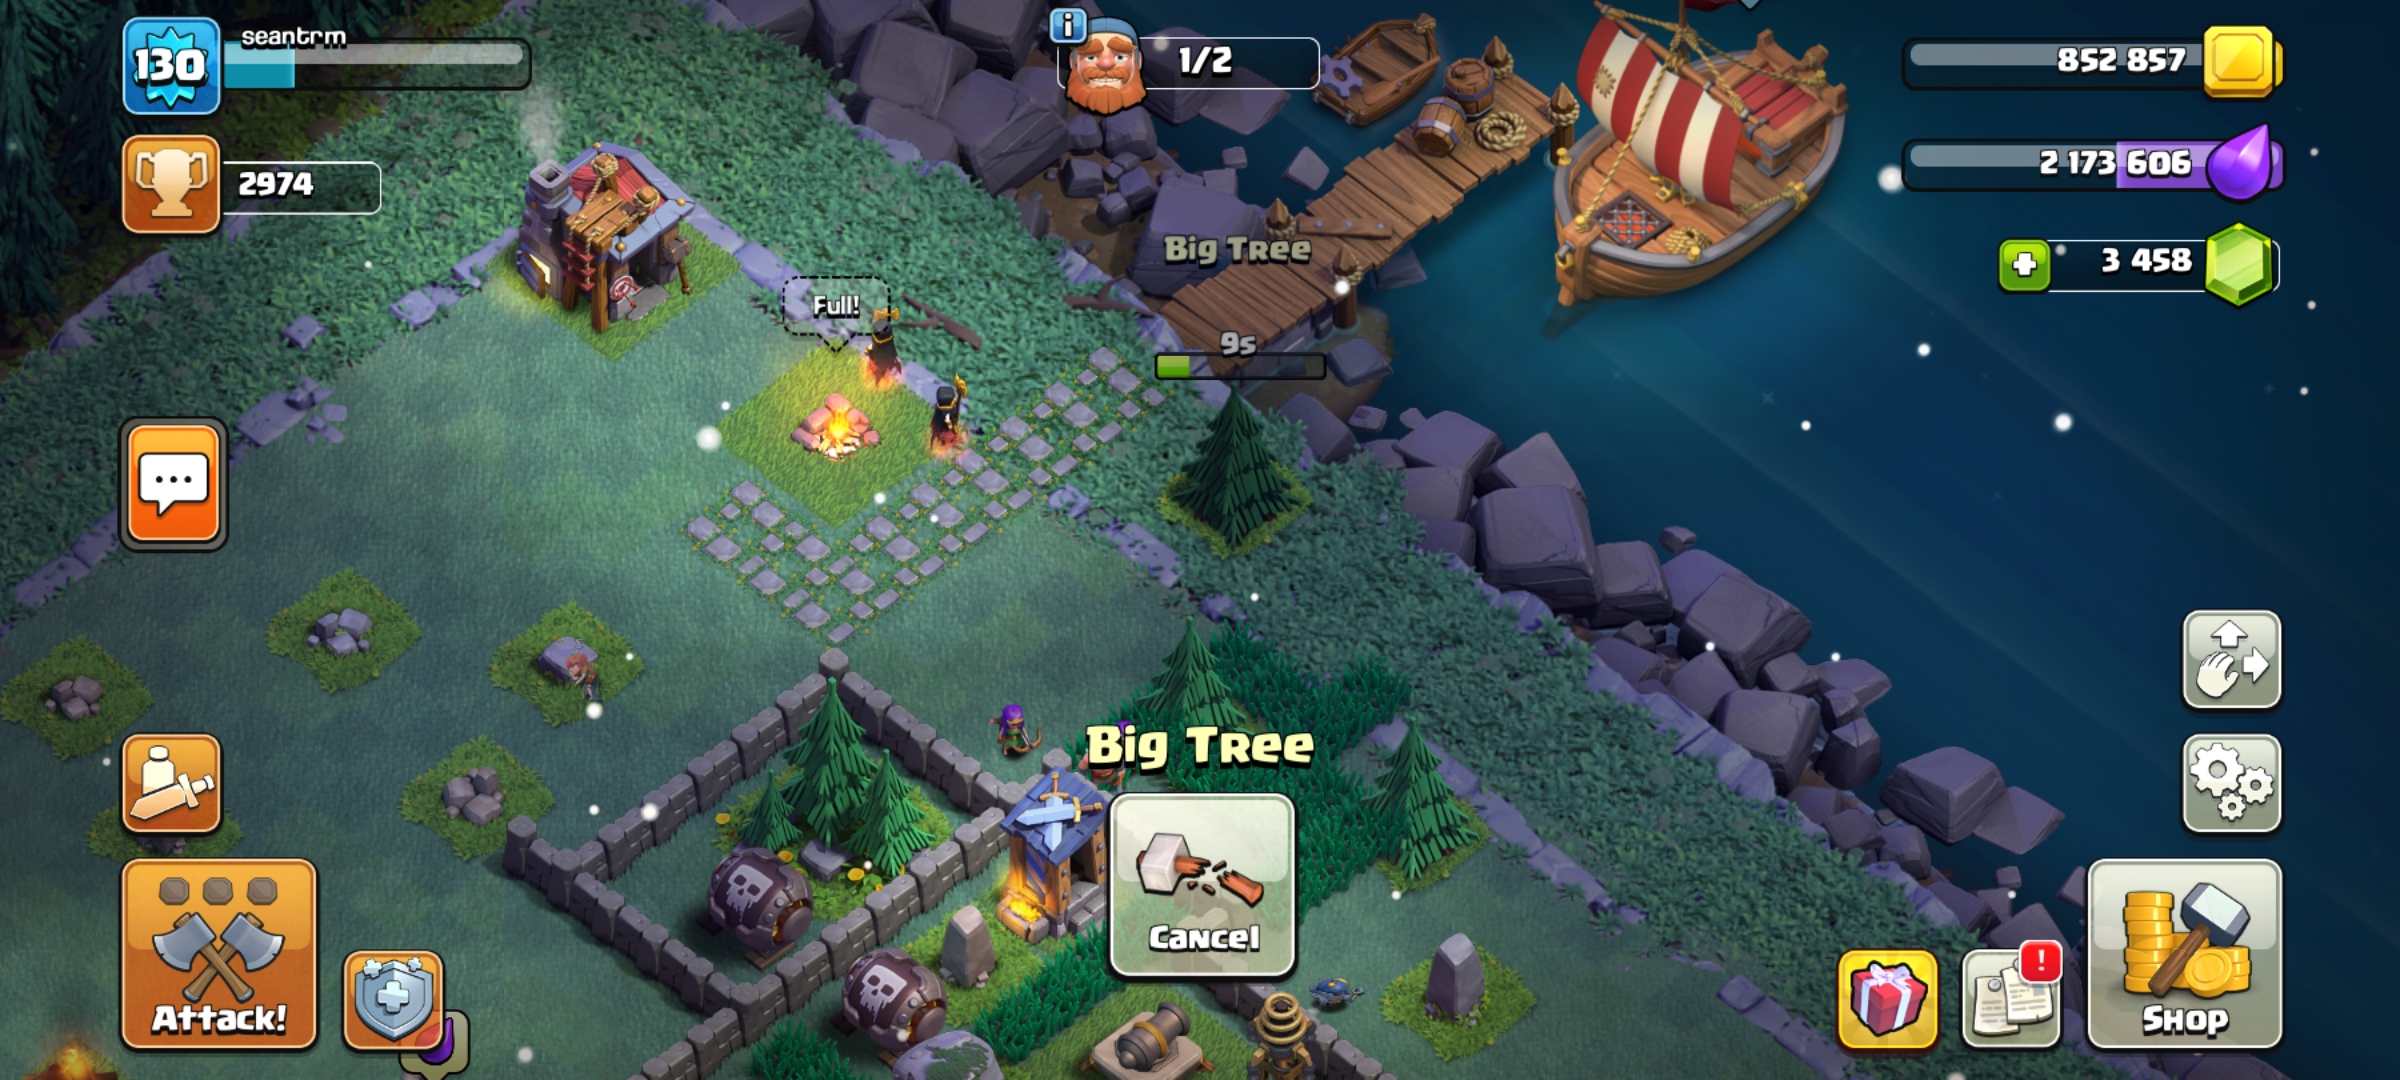 130
seantrm
1/2
852 857
2974
2 173 606
Big Tree
3 458
Full!
9s
Big Tree
Cancel
Attack!
!
Shop